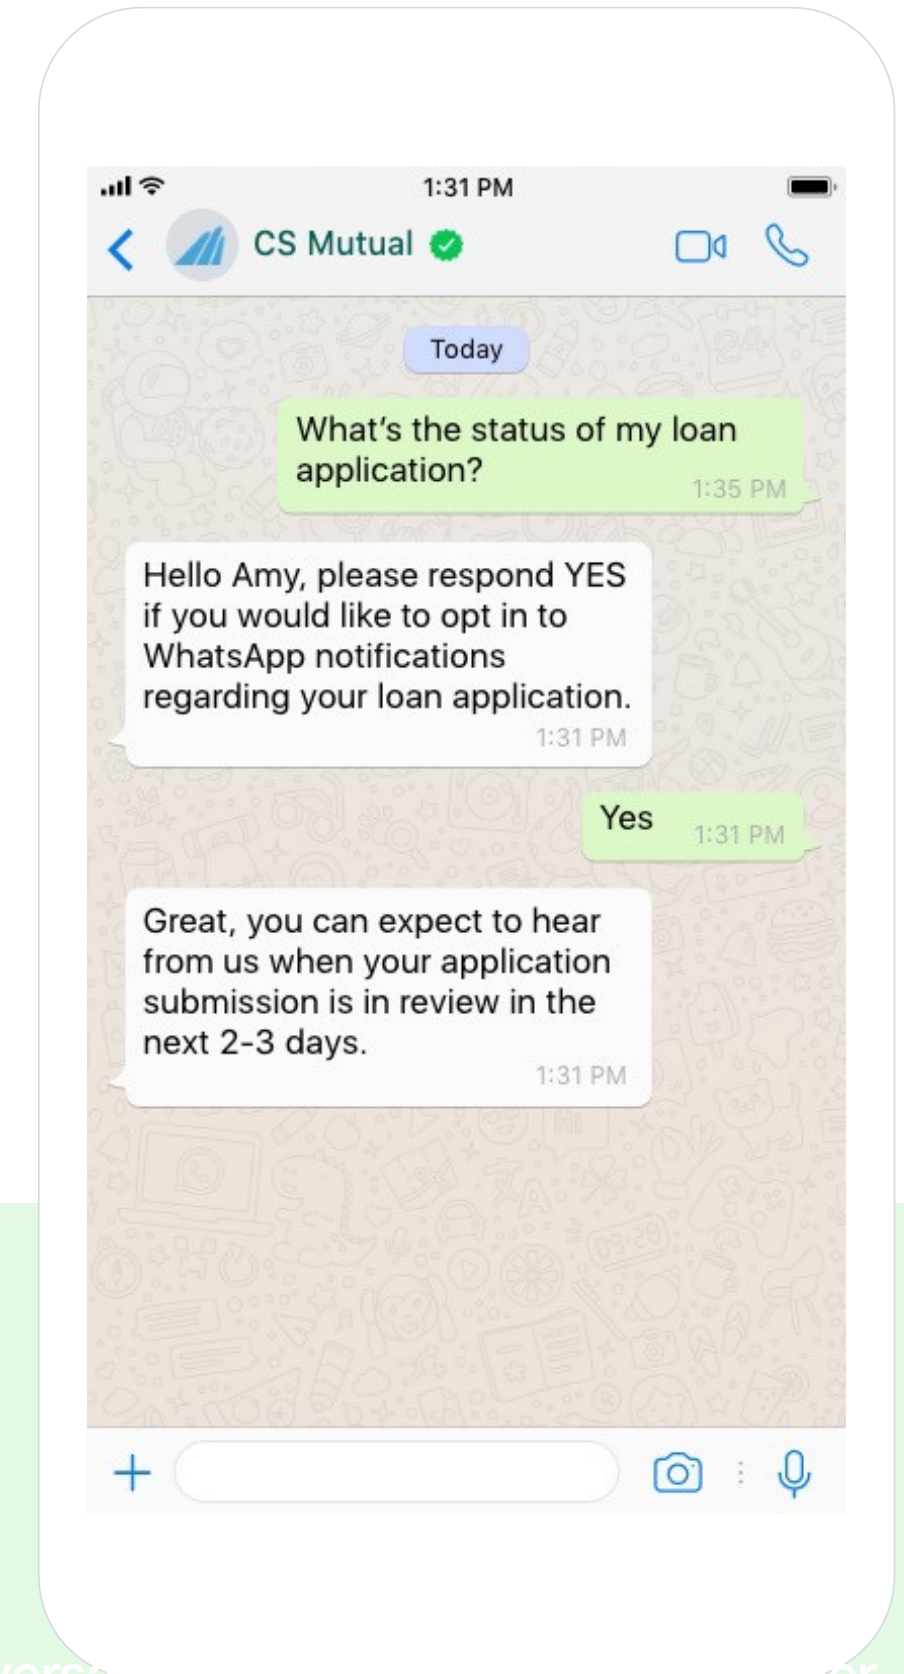 1:31 PM
CS Mutual
Today
What’s the status of my loan
application?
1:35 PM
Hello Amy, please respond YES
if you would like to opt in to
WhatsApp notifications
regarding your loan application.
1:31 PM
Yes
1:31 PM
Great, you can expect to hear
from us when your application
submission is in review in the
next 2-3 days.
1:31 PM